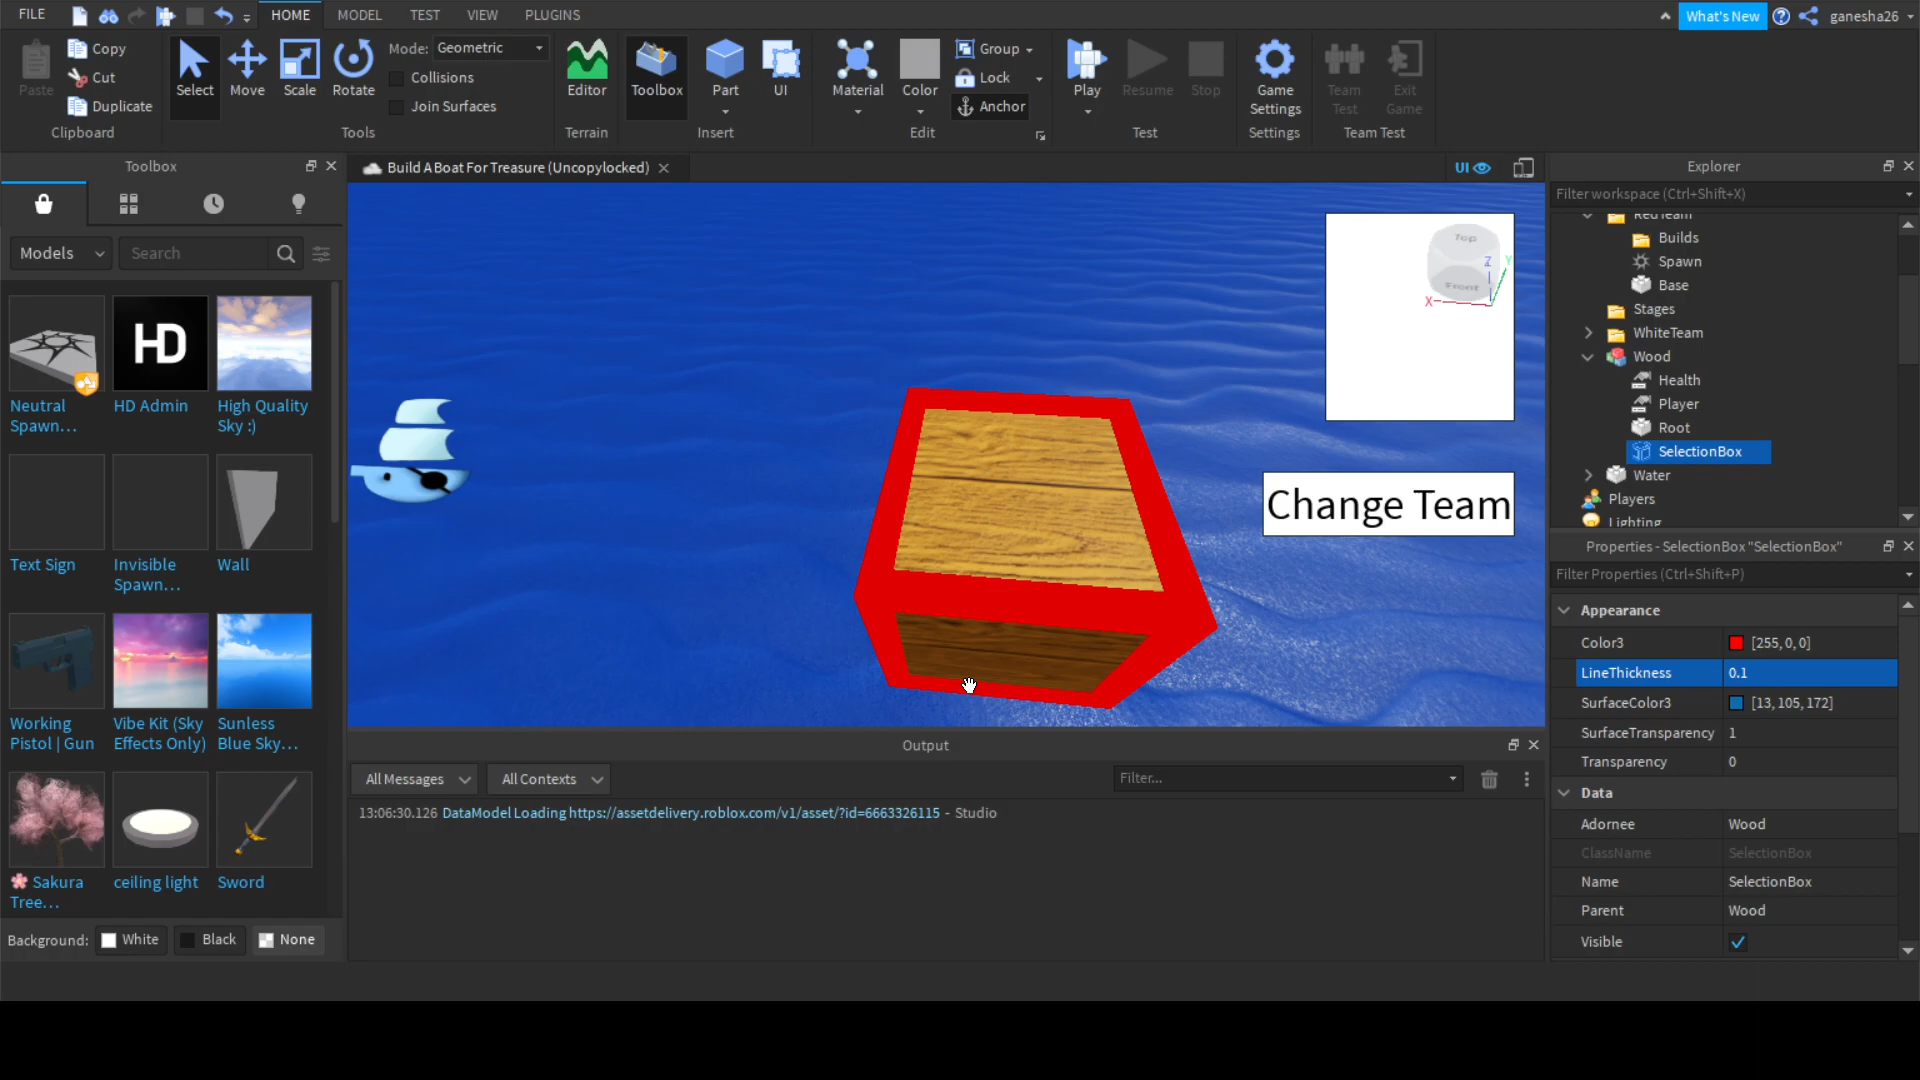 FILE
HOME
MODEL
TEST
VIEW
PLUGINS
What's New
ganesha26
Paste
Copy
Cut
Duplicate
Clipboard
Select
Move
Scale
Rotate
Mode:
Geometric
Collisions
Join Surfaces
Tools
Editor
Terrain
Toolbox
Part
UI
Insert
Material
Color
Group
Lock
Anchor
Edit
Play
Resume
Stop
Test
Game
Settings
Settings
Team
Test
Exit
Game
Team Test
Toolbox
Models
Search
Neutral
Spawn...
HD
HD Admin
High Quality
Sky :)
Text Sign
Invisible
Spawn...
Wall
Working
Pistol | Gun
Vibe Kit (Sky
Effects Only)
Sunless
Blue Sky...
🌸 Sakura
Tree...
ceiling light
Sword
Background:
White
Black
None
Build A Boat For Treasure (Uncopylocked)
UI
Top
Front
X
Y
Z
Change Team
Output
All Messages
All Contexts
Filter...
13:06:30.126 DataModel Loading https://assetdelivery.roblox.com/v1/asset/?id=6663326115 - Studio
Explorer
Filter workspace (Ctrl+Shift+X)
RedTeam
Builds
Spawn
Base
Stages
WhiteTeam
Wood
Health
Player
Root
SelectionBox
Water
Players
Lighting
Properties - SelectionBox "SelectionBox"
Filter Properties (Ctrl+Shift+P)
Appearance
Color3 [255, 0, 0]
LineThickness 0.1
SurfaceColor3 [13, 105, 172]
SurfaceTransparency 1
Transparency 0
Data
Adornee Wood
ClassName SelectionBox
Name SelectionBox
Parent Wood
Visible